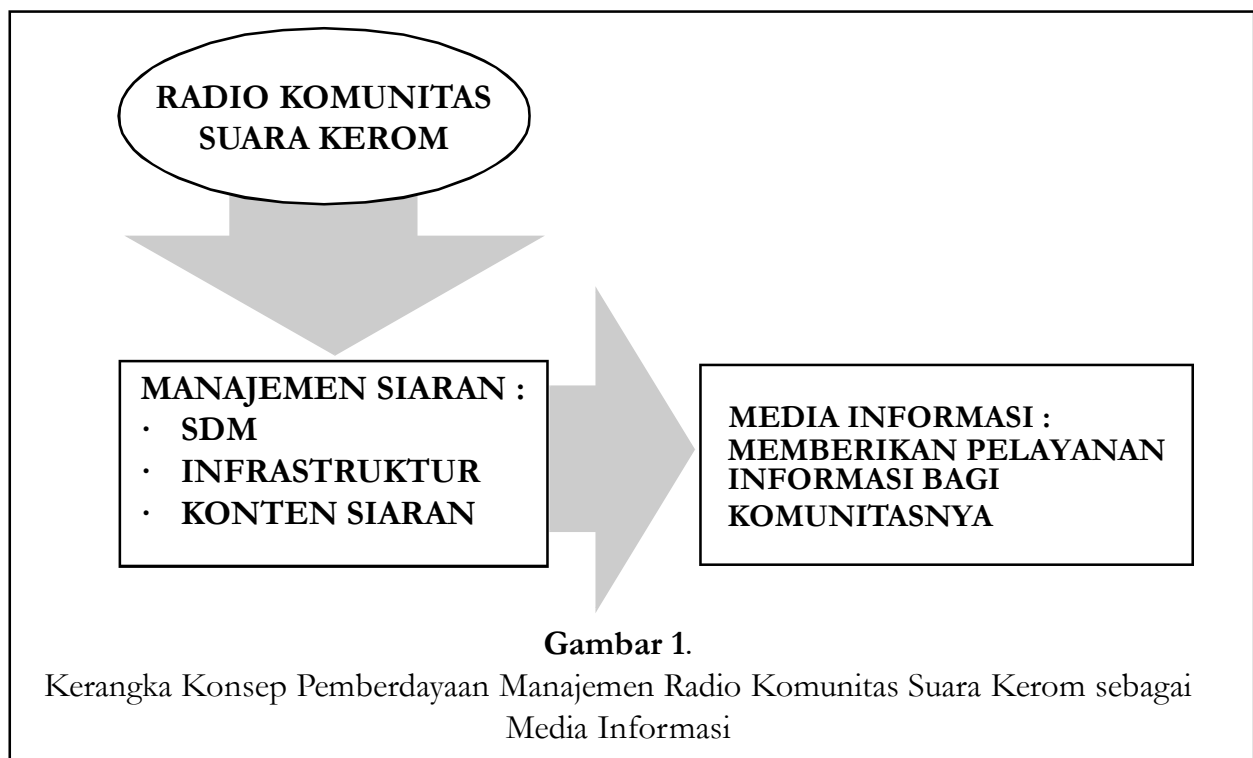 RADIO KOMUNITAS
SUARA KEROM
MANAJEMEN SIARAN :
· SDM
· INFRASTRUKTUR
· KONTEN SIARAN
MEDIA INFORMASI :
MEMBERIKAN PELAYANAN
INFORMASI BAGI
KOMUNITASNYA
Gambar 1.
Kerangka Konsep Pemberdayaan Manajemen Radio Komunitas Suara Kerom sebagai
Media Informasi